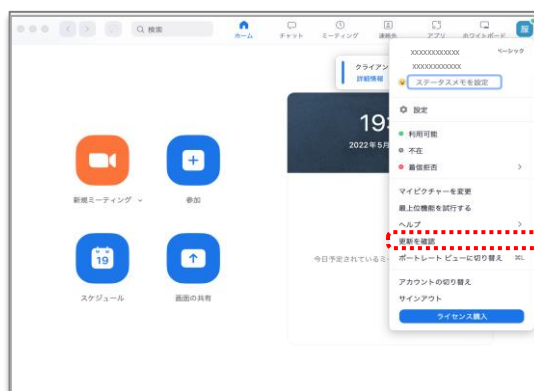 検索
ホーム
チャット
ミーティング
連絡先
アプリ
ホワイトボード
XXXXXXXXXXXX
ベーシック
XXXXXXXXXXXX
ステータスメモを設定
クライアン
詳細情報
設定
19:
2022年5月
利用可能
不在
着信拒否
新規ミーティング
参加
マイピクチャーを変更
最上位機能を試行する
ヘルプ
更新を確認
ポートレート ビューに切り替え ⌘L
今日予定されているミー
19
スケジュール
画面の共有
アカウントの切り替え
サインアウト
ライセンス購入